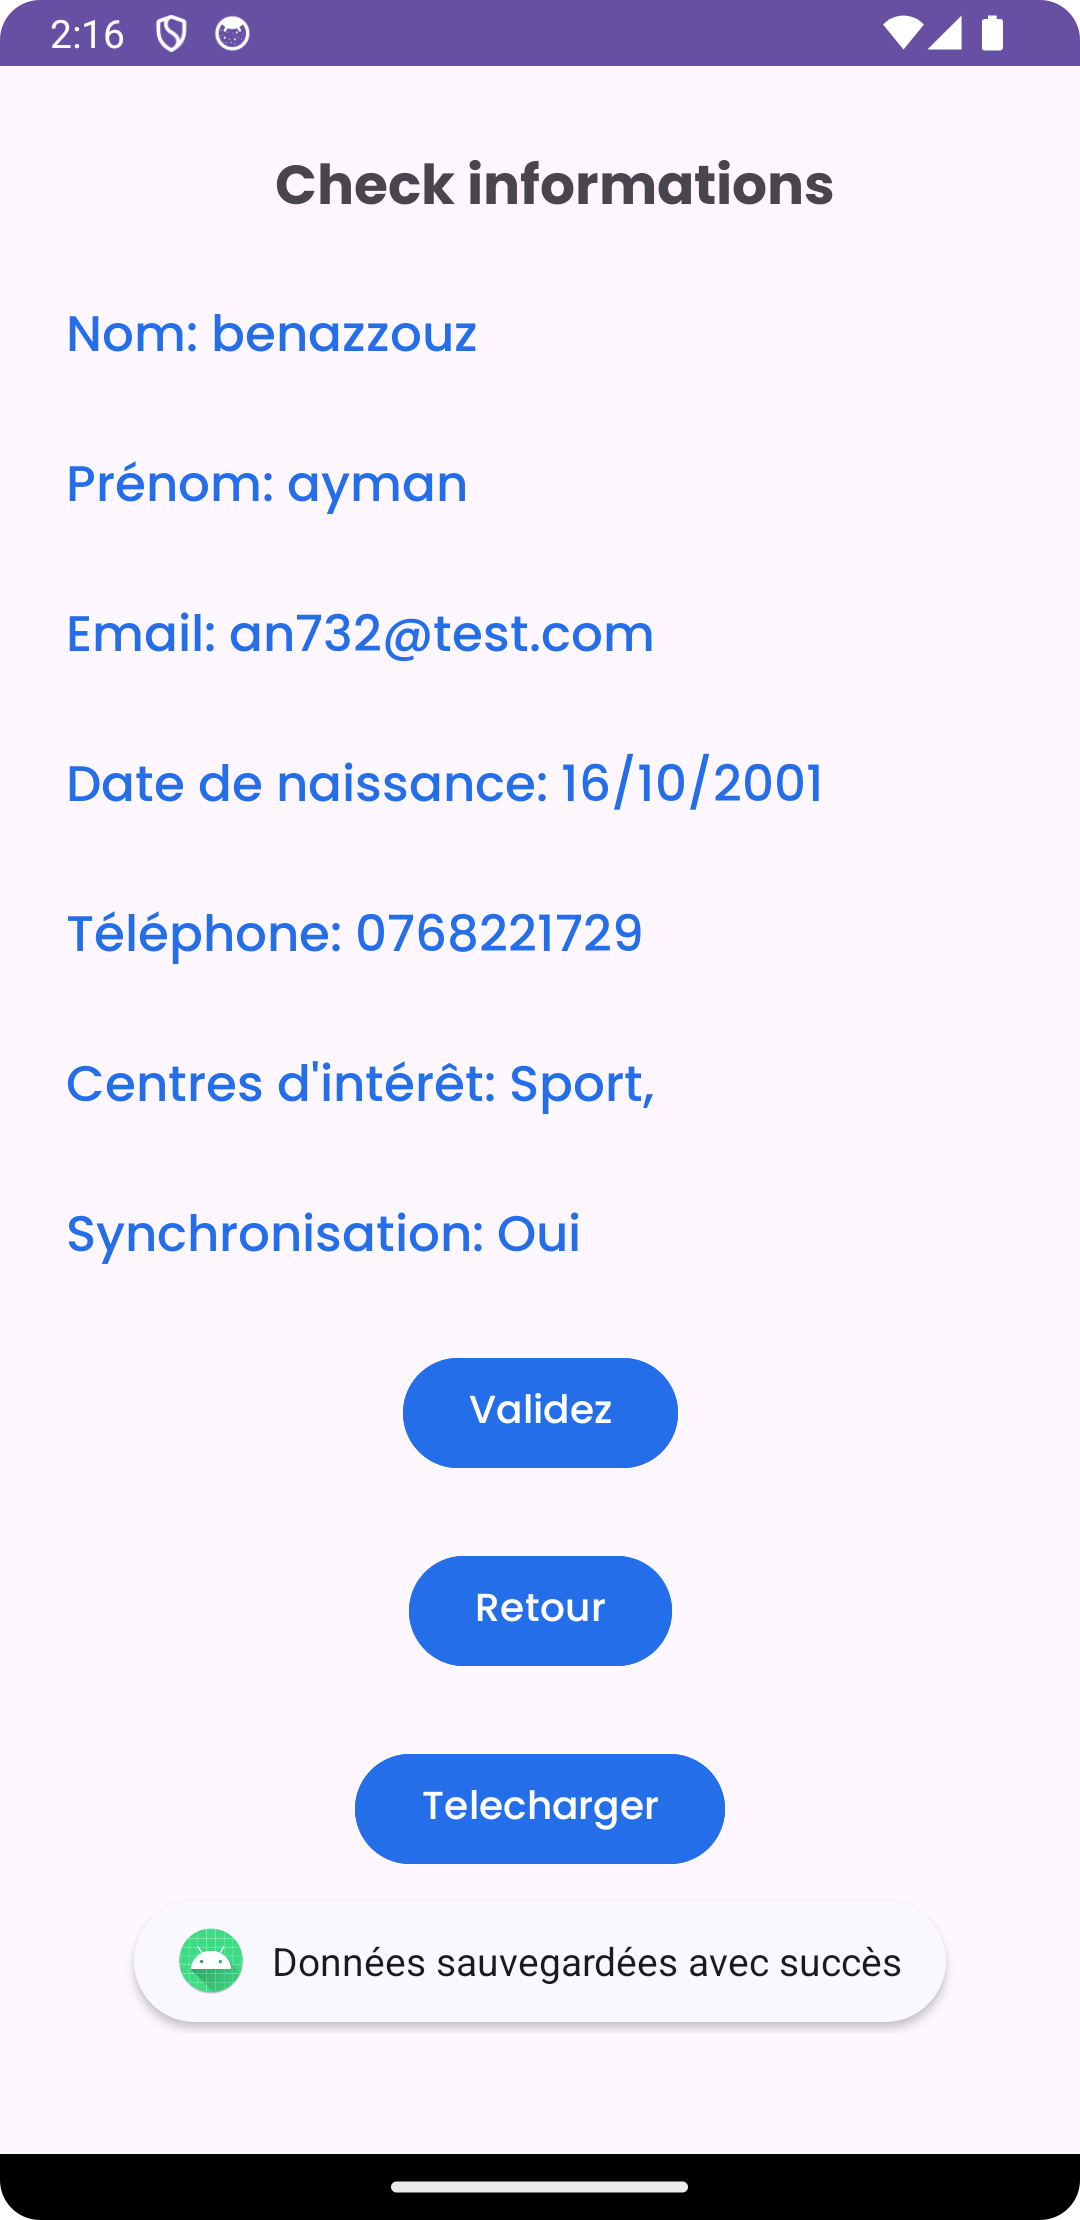 2:16
Check informations
Nom: benazzouz
Prénom: ayman
Email: an732@test.com
Date de naissance: 16/10/2001
Téléphone: 0768221729
Centres d'intérêt: Sport,
Synchronisation: Oui
Validez
Retour
Telecharger
Données sauvegardées avec succès